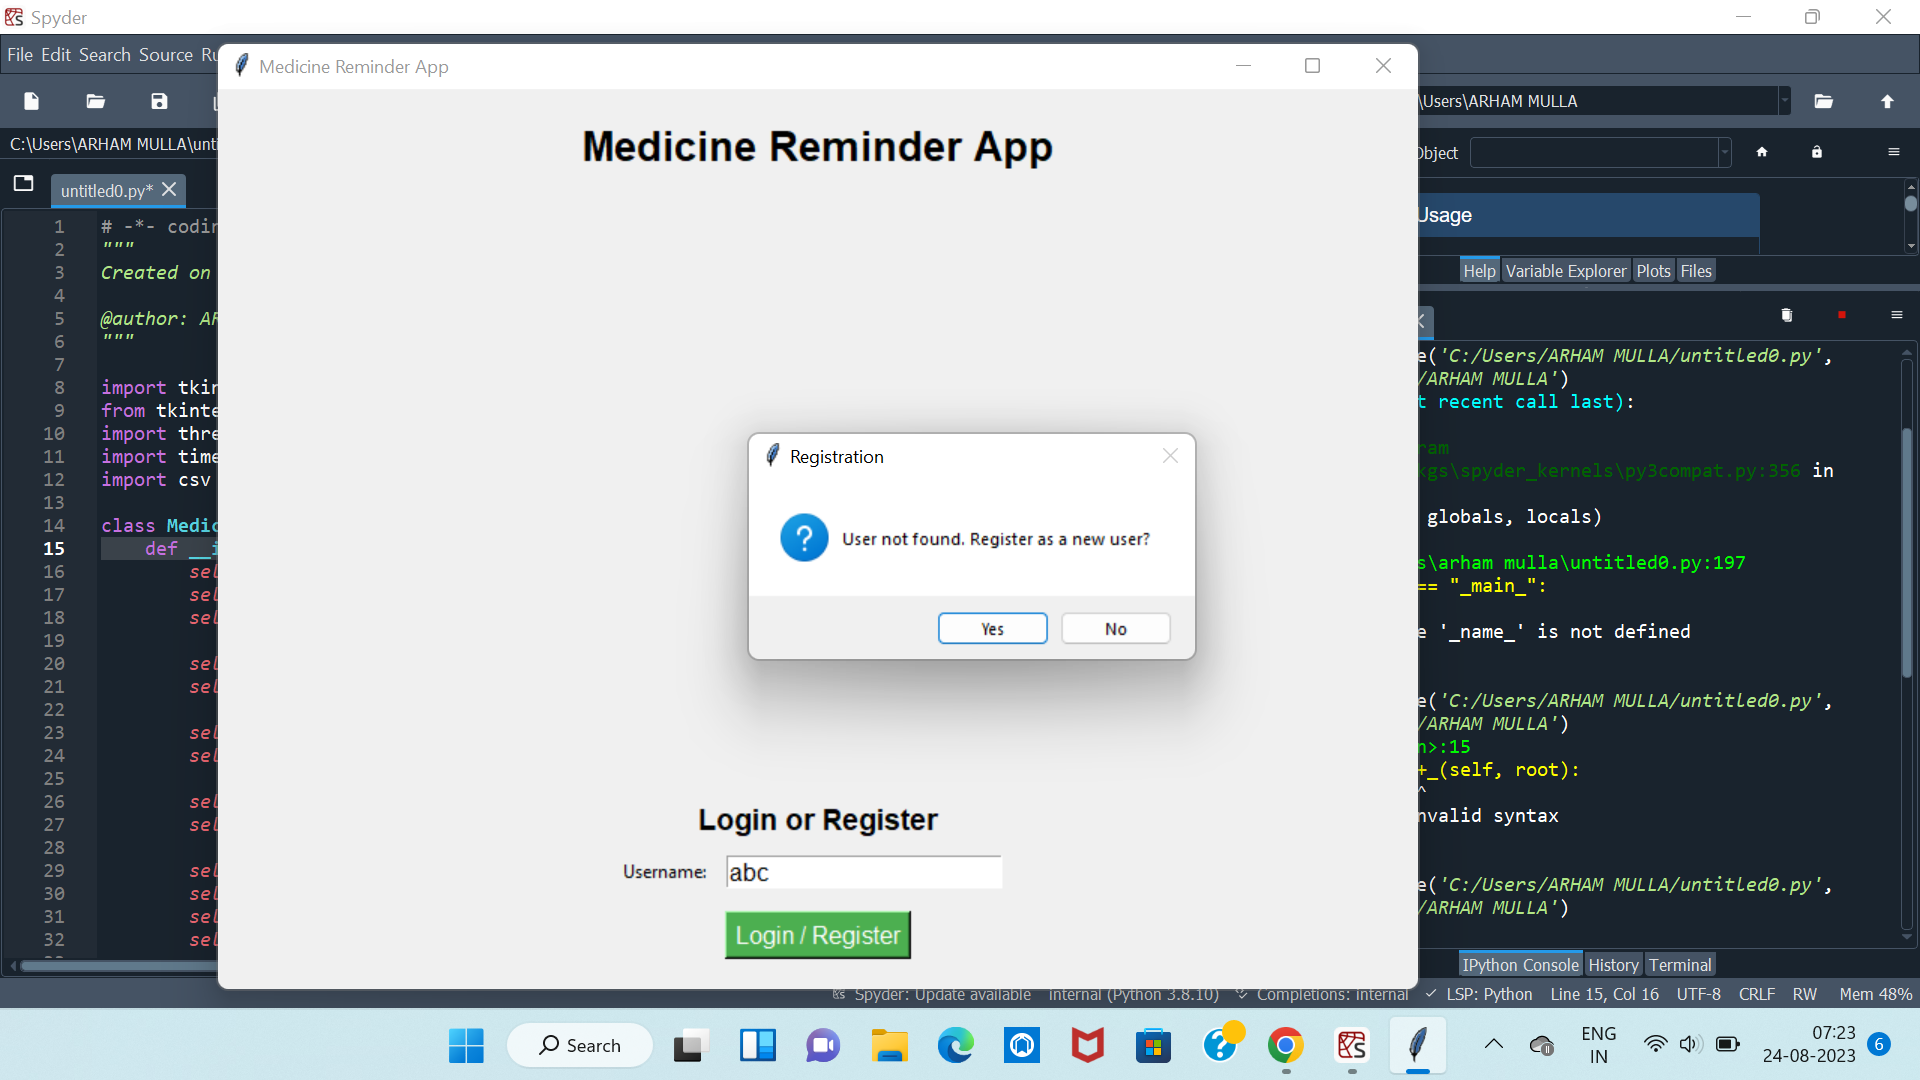 Spyder
File Edit Search Source Ru
Medicine Reminder App
\Users\ARHAM MULLA
C:\Users\ARHAM MULLA\unti
Object
untitled0.py*
Usage
Help Variable Explorer Plots Files
Medicine Reminder App
1 # -*- codin
2 """
3 Created on
4
5 @author: AR
6 """
7
8 import tkin
9 from tkinte
10 import thre
11 import time
12 import csv
13
14 class Medic
15 def __i
16 sel
17 sel
18 sel
19
20 sel
21 sel
22
23 sel
24 sel
25
26 sel
27 sel
28
29 sel
30 sel
31 sel
32 sel
Registration
User not found. Register as a new user?
Yes No
Login or Register
Username: abc
Login / Register
e('C:/Users/ARHAM MULLA/untitled0.py',
/ARHAM MULLA')
t recent call last):
ram
kgs\spyder_kernels\py3compat.py:356 in
globals, locals)
s\arham mulla\untitled0.py:197
== "_main_":
e '_name_' is not defined
e('C:/Users/ARHAM MULLA/untitled0.py',
/ARHAM MULLA')
n>:15
+_(self, root):
^
nvalid syntax
e('C:/Users/ARHAM MULLA/untitled0.py',
/ARHAM MULLA')
IPython Console History Terminal
Spyder: Update available Internal (Python 3.8.10) Completions: Internal LSP: Python Line 15, Col 16 UTF-8 CRLF RW Mem 48%
Search
ENG
IN
07:23
24-08-2023
6